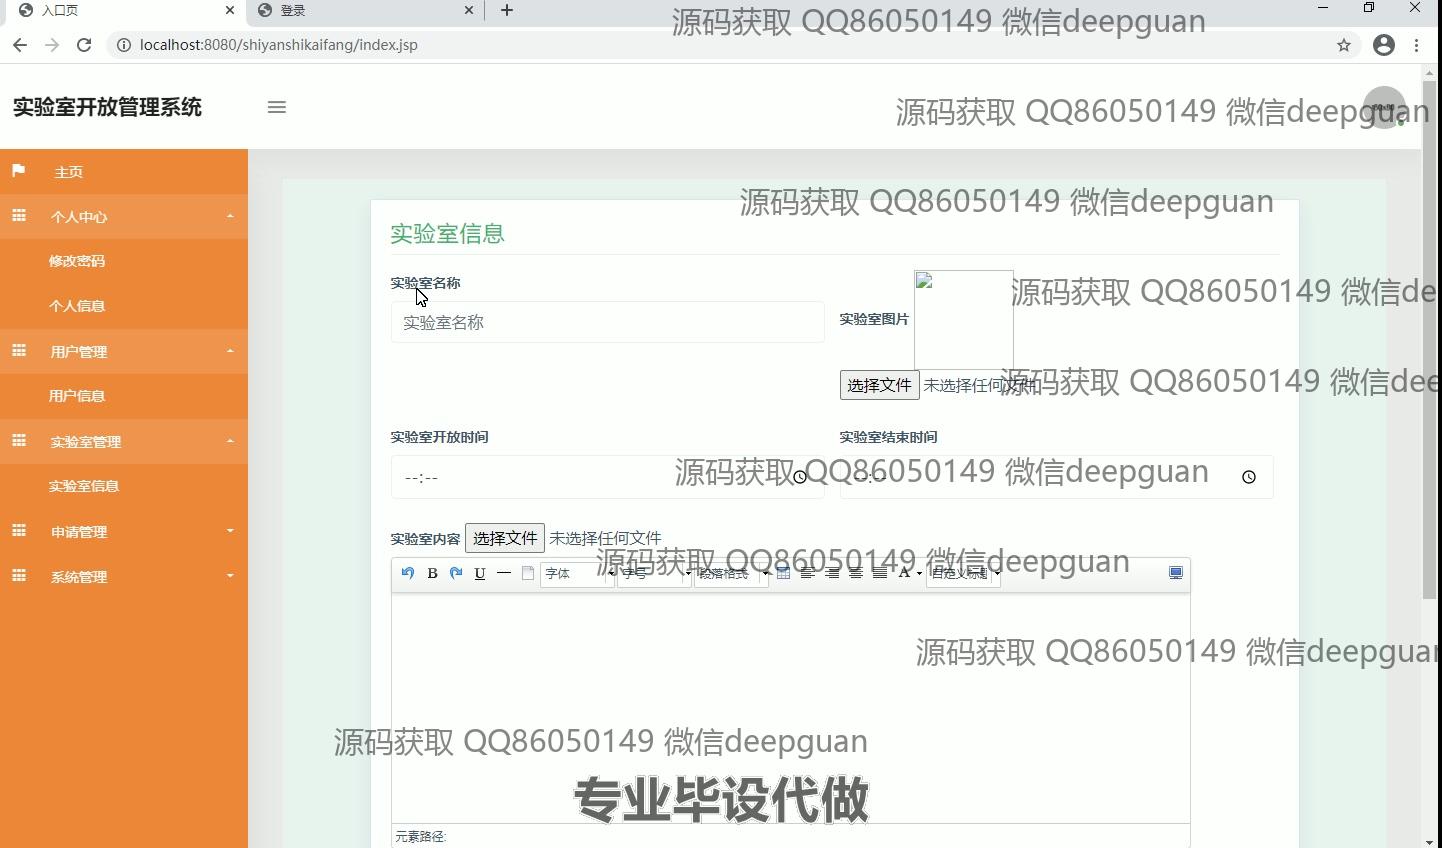 入口页
登录
源码获取 QQ86050149 微信deepguan
localhost:8080/shiyanshikaifang/index.jsp
实验室开放管理系统
源码获取 QQ86050149 微信deepguan
主页
个人中心
修改密码
个人信息
用户管理
用户信息
实验室管理
实验室信息
申请管理
系统管理
源码获取 QQ86050149 微信deepguan
实验室信息
实验室名称
实验室名称
实验室图片
源码获取 QQ86050149 微信de
选择文件 未选择任何文件
源码获取 QQ86050149 微信dee
实验室开放时间
实验室结束时间
--:--
--:--
源码获取 QQ86050149 微信deepguan
实验室内容 选择文件 未选择任何文件
源码获取 QQ86050149 微信deepguan
B U 字体 字号 段落格式 A 自定义标题
源码获取 QQ86050149 微信deepguan
源码获取 QQ86050149 微信deepguan
专业毕设代做
元素路径: